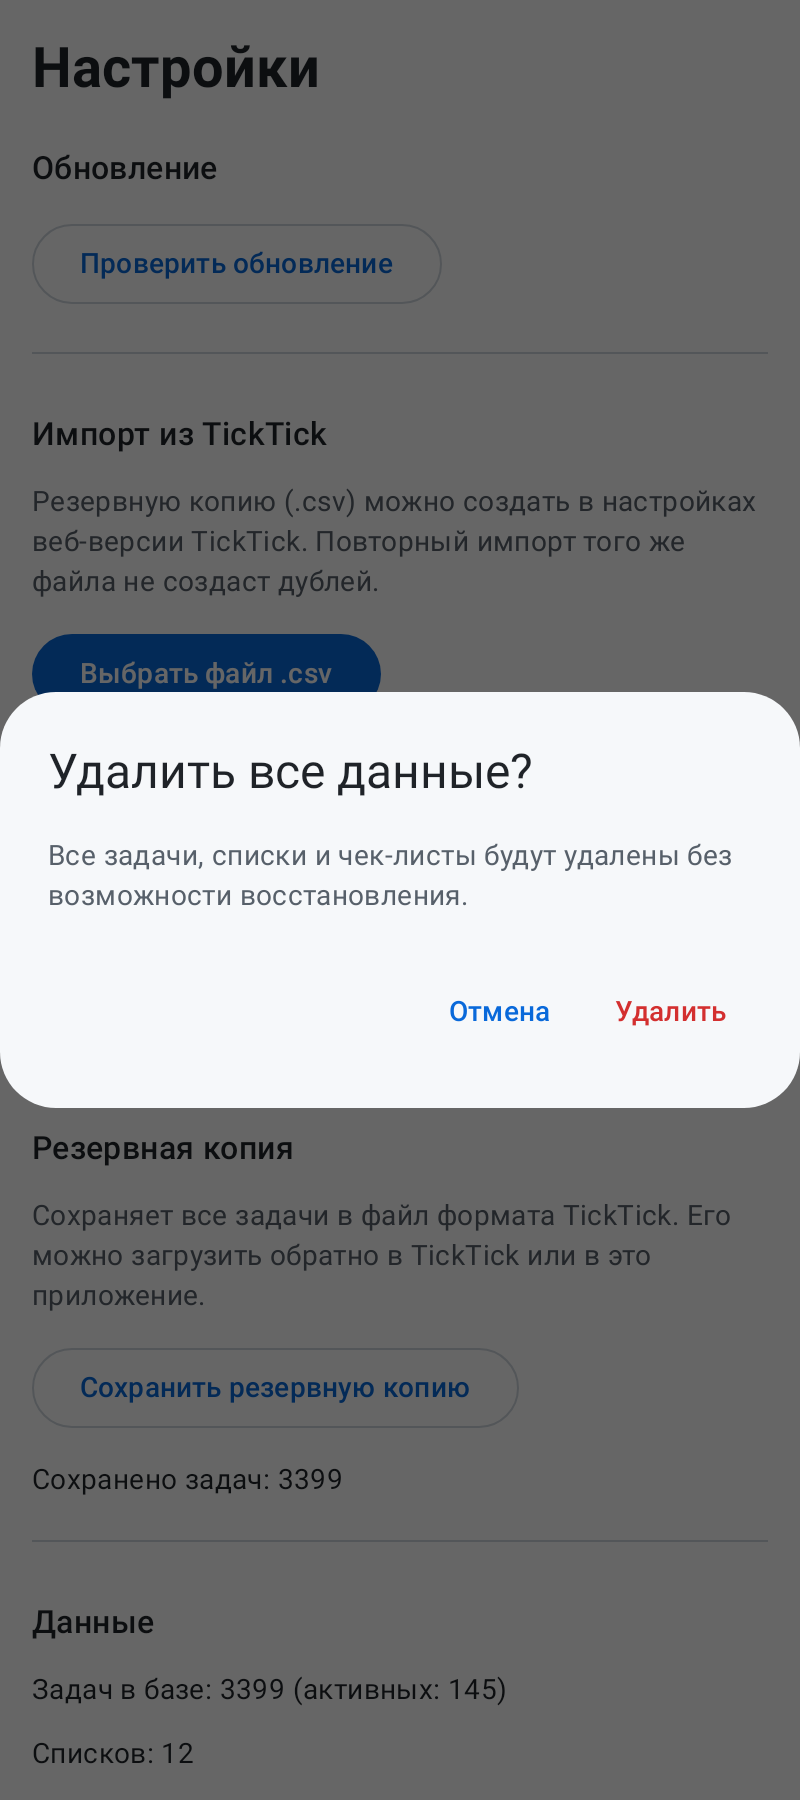 Настройки
Обновление
Проверить обновление
Импорт из TickTick
Резервную копию (.csv) можно создать в настройках
веб-версии TickTick. Повторный импорт того же
файла не создаст дублей.
Выбрать файл .csv
Удалить все данные?
Все задачи, списки и чек-листы будут удалены без
возможности восстановления.
Отмена
Удалить
Резервная копия
Сохраняет все задачи в файл формата TickTick. Его
можно загрузить обратно в TickTick или в это
приложение.
Сохранить резервную копию
Сохранено задач: 3399
Данные
Задач в базе: 3399 (активных: 145)
Списков: 12